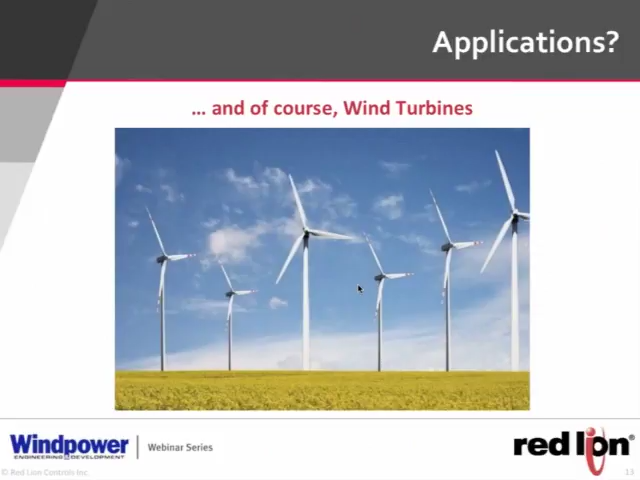 Applications?
... and of course, Wind Turbines
Windpower
ENGINEERING & DEVELOPMENT
Webinar Series
red lion®
© Red Lion Controls Inc.
13